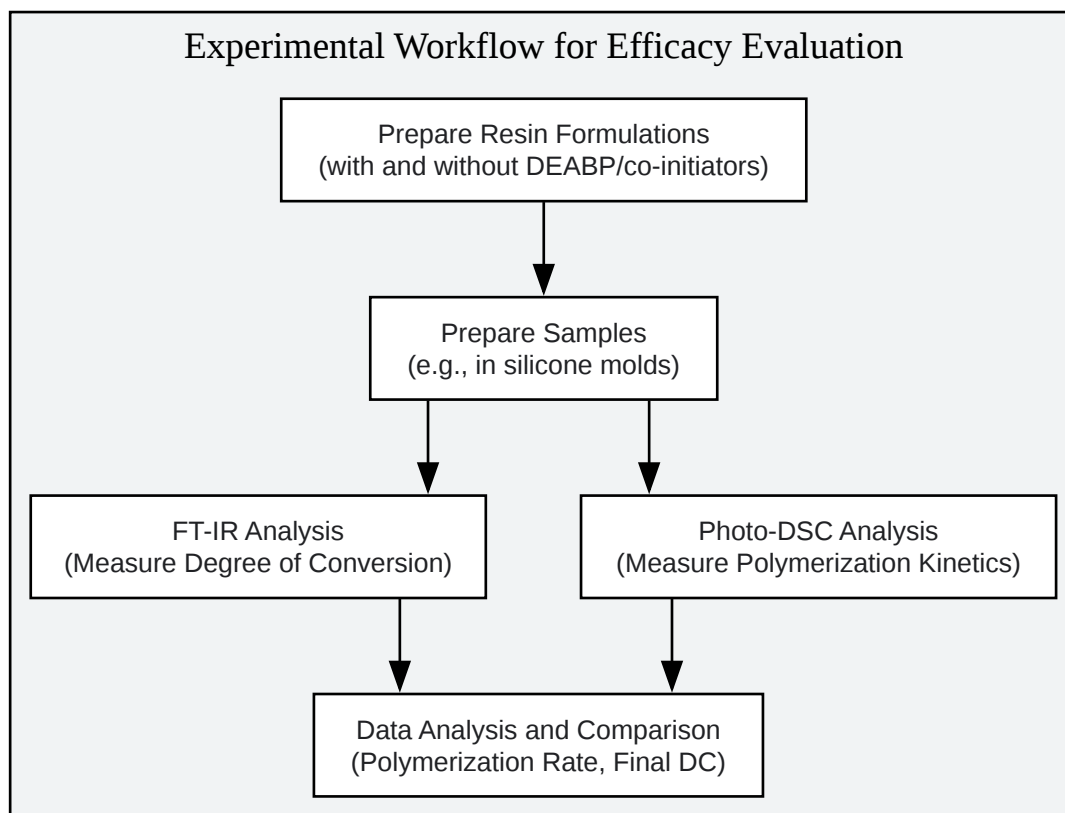 Experimental Workflow for Efficacy Evaluation
Prepare Resin Formulations
(with and without DEABP/co-initiators)
Prepare Samples
(e.g., in silicone molds)
FT-IR Analysis
(Measure Degree of Conversion)
Photo-DSC Analysis
(Measure Polymerization Kinetics)
Data Analysis and Comparison
(Polymerization Rate, Final DC)